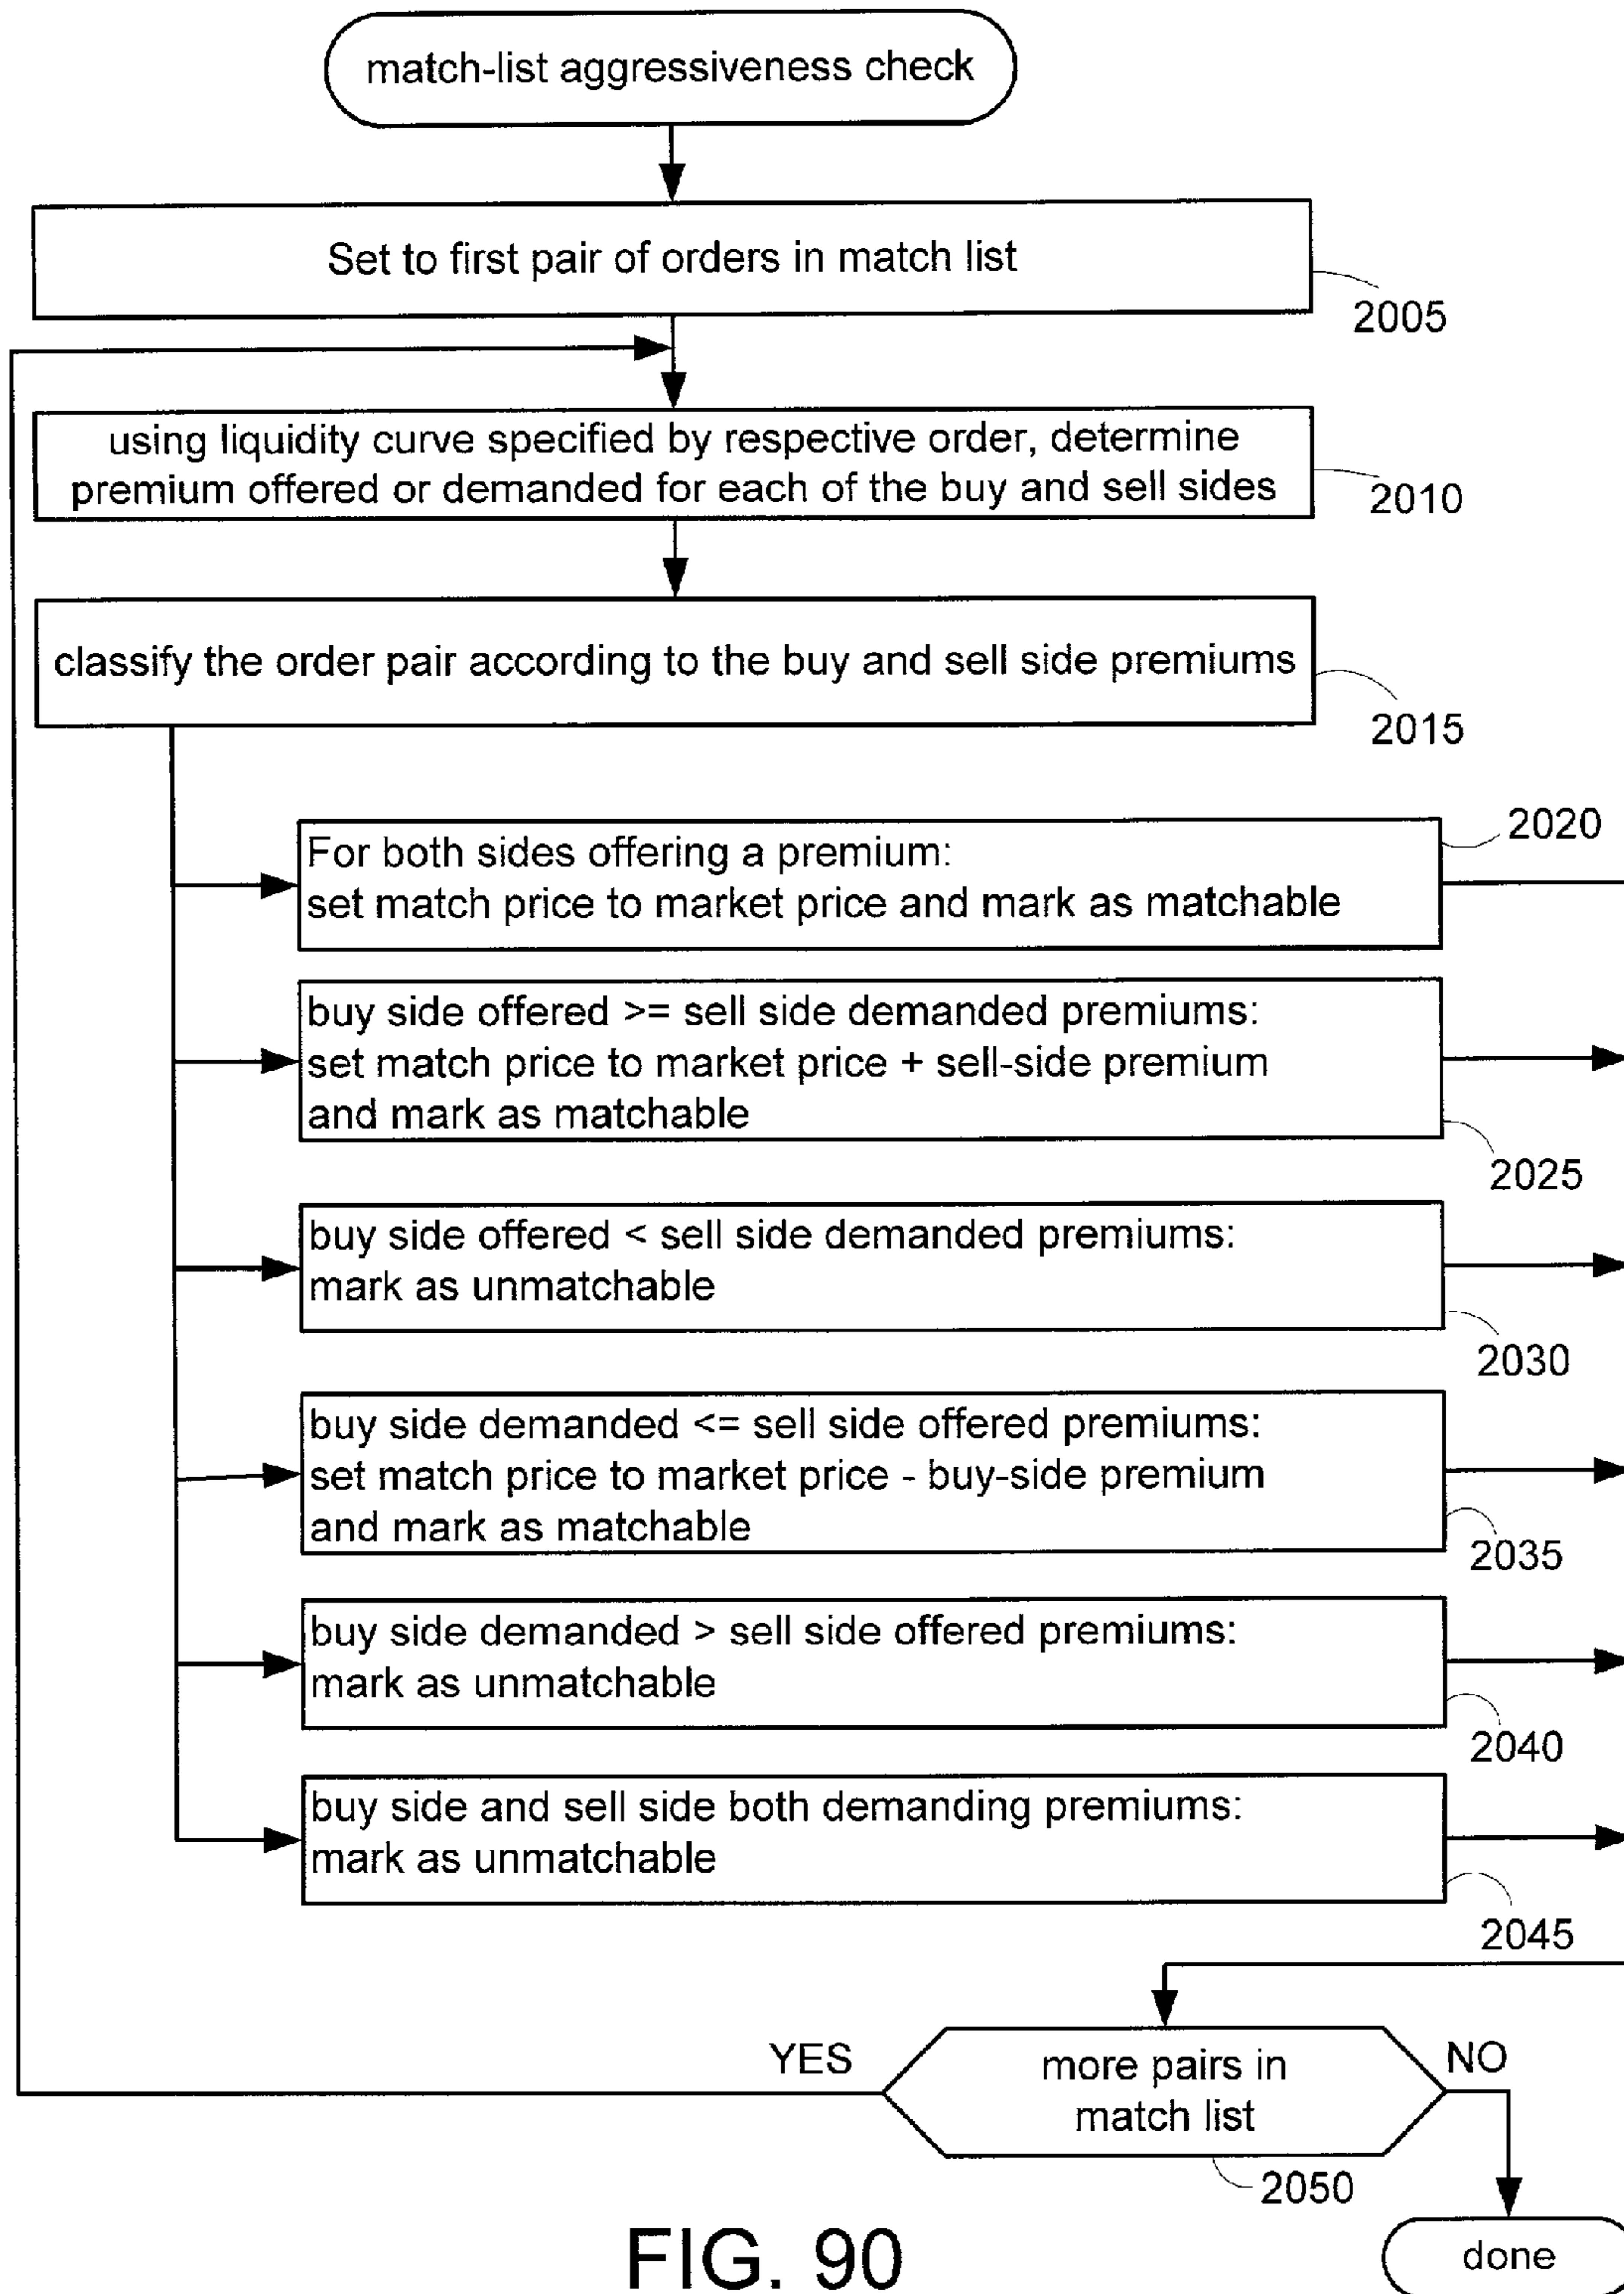 match-list aggressiveness check
Set to first pair of orders in match list
2005
using liquidity curve specified by respective order, determine
premium offered or demanded for each of the buy and sell sides
2010
classify the order pair according to the buy and sell side premiums
2015
For both sides offering a premium:
set match price to market price and mark as matchable
2020
buy side offered >= sell side demanded premiums:
set match price to market price + sell-side premium
and mark as matchable
2025
buy side offered < sell side demanded premiums:
mark as unmatchable
2030
buy side demanded <= sell side offered premiums:
set match price to market price - buy-side premium
and mark as matchable
2035
buy side demanded > sell side offered premiums:
mark as unmatchable
2040
buy side and sell side both demanding premiums:
mark as unmatchable
2045
YES
more pairs in
match list
NO
2050
done
FIG. 90